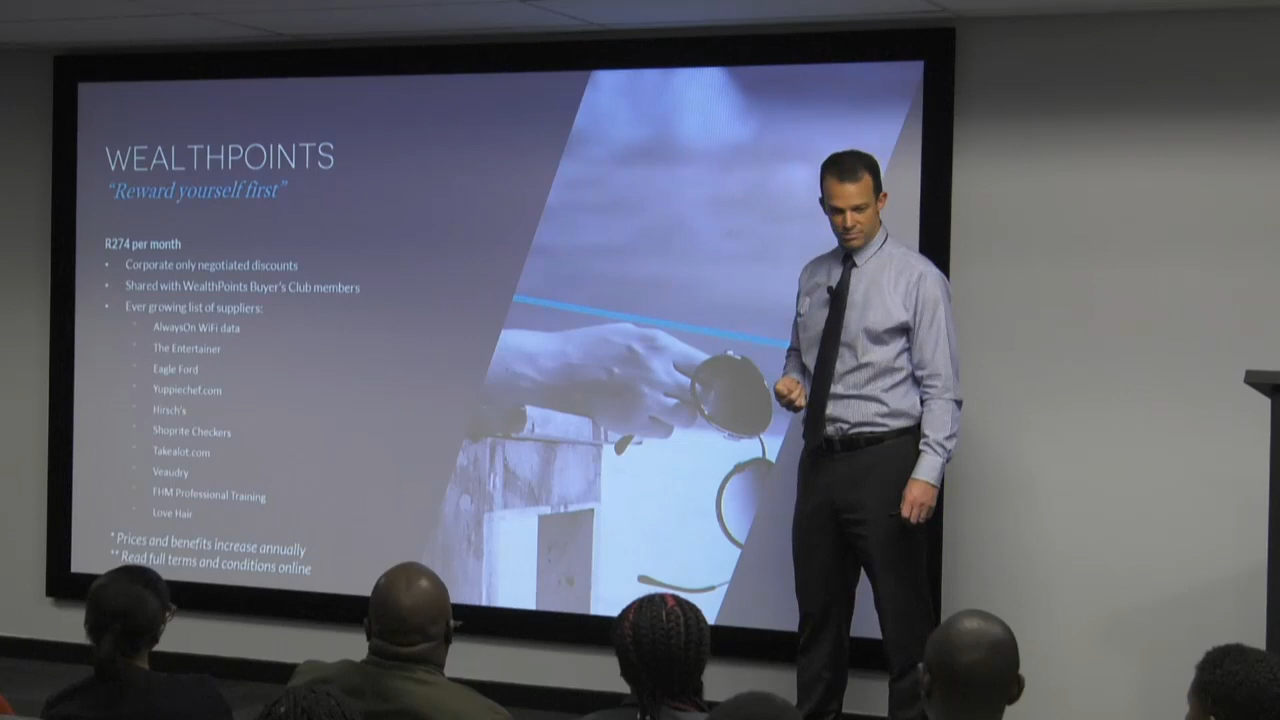 WEALTHPOINTS
“Reward yourself first”
R274 per month
• Corporate only negotiated discounts
• Shared with WealthPoints Buyer's Club members
• Ever growing list of suppliers:
AlwaysOn WiFi data
The Entertainer
Eagle Ford
Yuppiechef.com
Hirsch's
Shoprite Checkers
Takealot.com
Veaudry
FHM Professional Training
Love Hair
* Prices and benefits increase annually
** Read full terms and conditions online